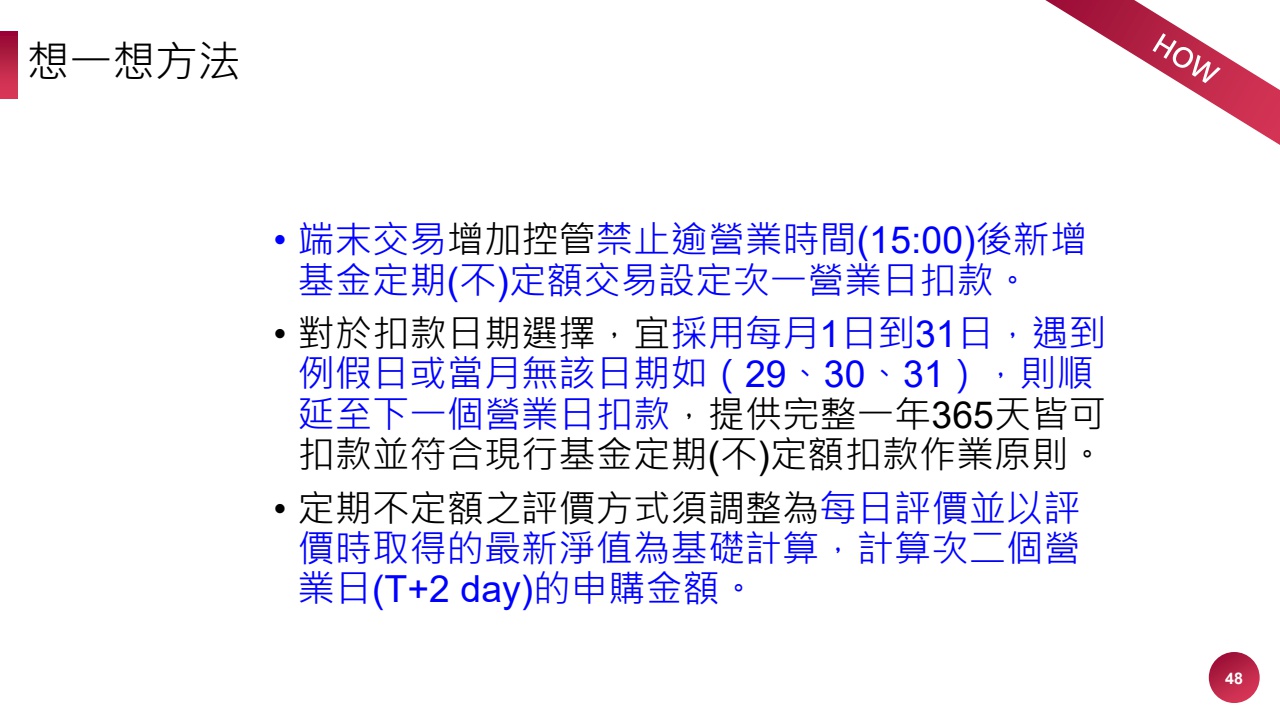 想一想方法
HOW
• 端末交易增加控管禁止逾營業時間(15:00)後新增
基金定期(不)定額交易設定次一營業日扣款。
• 對於扣款日期選擇，宜採用每月1日到31日，遇到
例假日或當月無該日期如（29、30、31），則順
延至下一個營業日扣款，提供完整一年365天皆可
扣款並符合現行基金定期(不)定額扣款作業原則。
• 定期不定額之評價方式須調整為每日評價並以評
價時取得的最新淨值為基礎計算，計算次二個營
業日(T+2 day)的申購金額。
48